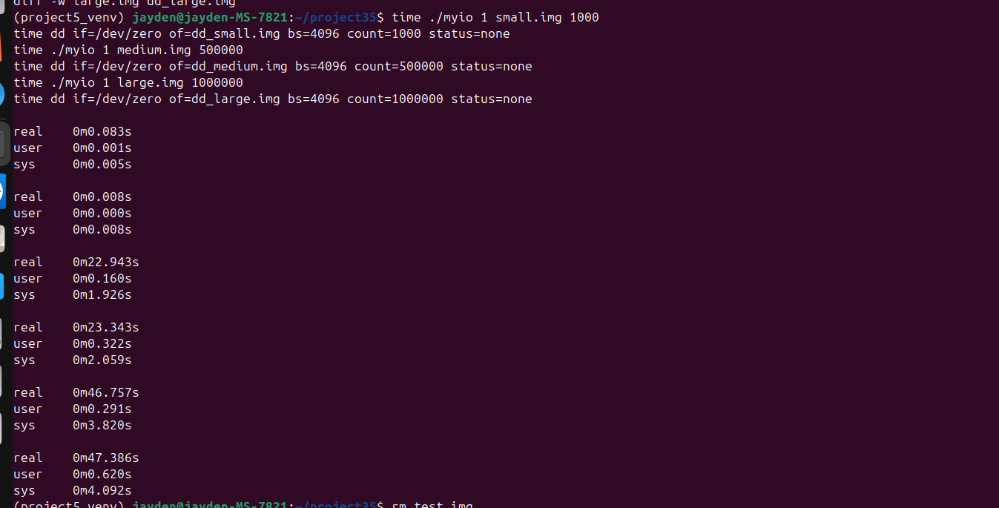 diff -w large.img dd_large.img
(project5_venv) jayden@jayden-MS-7821:~/project35$ time ./myio 1 small.img 1000
time dd if=/dev/zero of=dd_small.img bs=4096 count=1000 status=none
time ./myio 1 medium.img 500000
time dd if=/dev/zero of=dd_medium.img bs=4096 count=500000 status=none
time ./myio 1 large.img 1000000
time dd if=/dev/zero of=dd_large.img bs=4096 count=1000000 status=none
real 0m0.083s
user 0m0.001s
sys 0m0.005s
real 0m0.008s
user 0m0.000s
sys 0m0.008s
real 0m22.943s
user 0m0.160s
sys 0m1.926s
real 0m23.343s
user 0m0.322s
sys 0m2.059s
real 0m46.757s
user 0m0.291s
sys 0m3.820s
real 0m47.386s
user 0m0.620s
sys 0m4.092s
(project5_venv) jayden@jayden-MS-7821:~/project35$ rm test.img